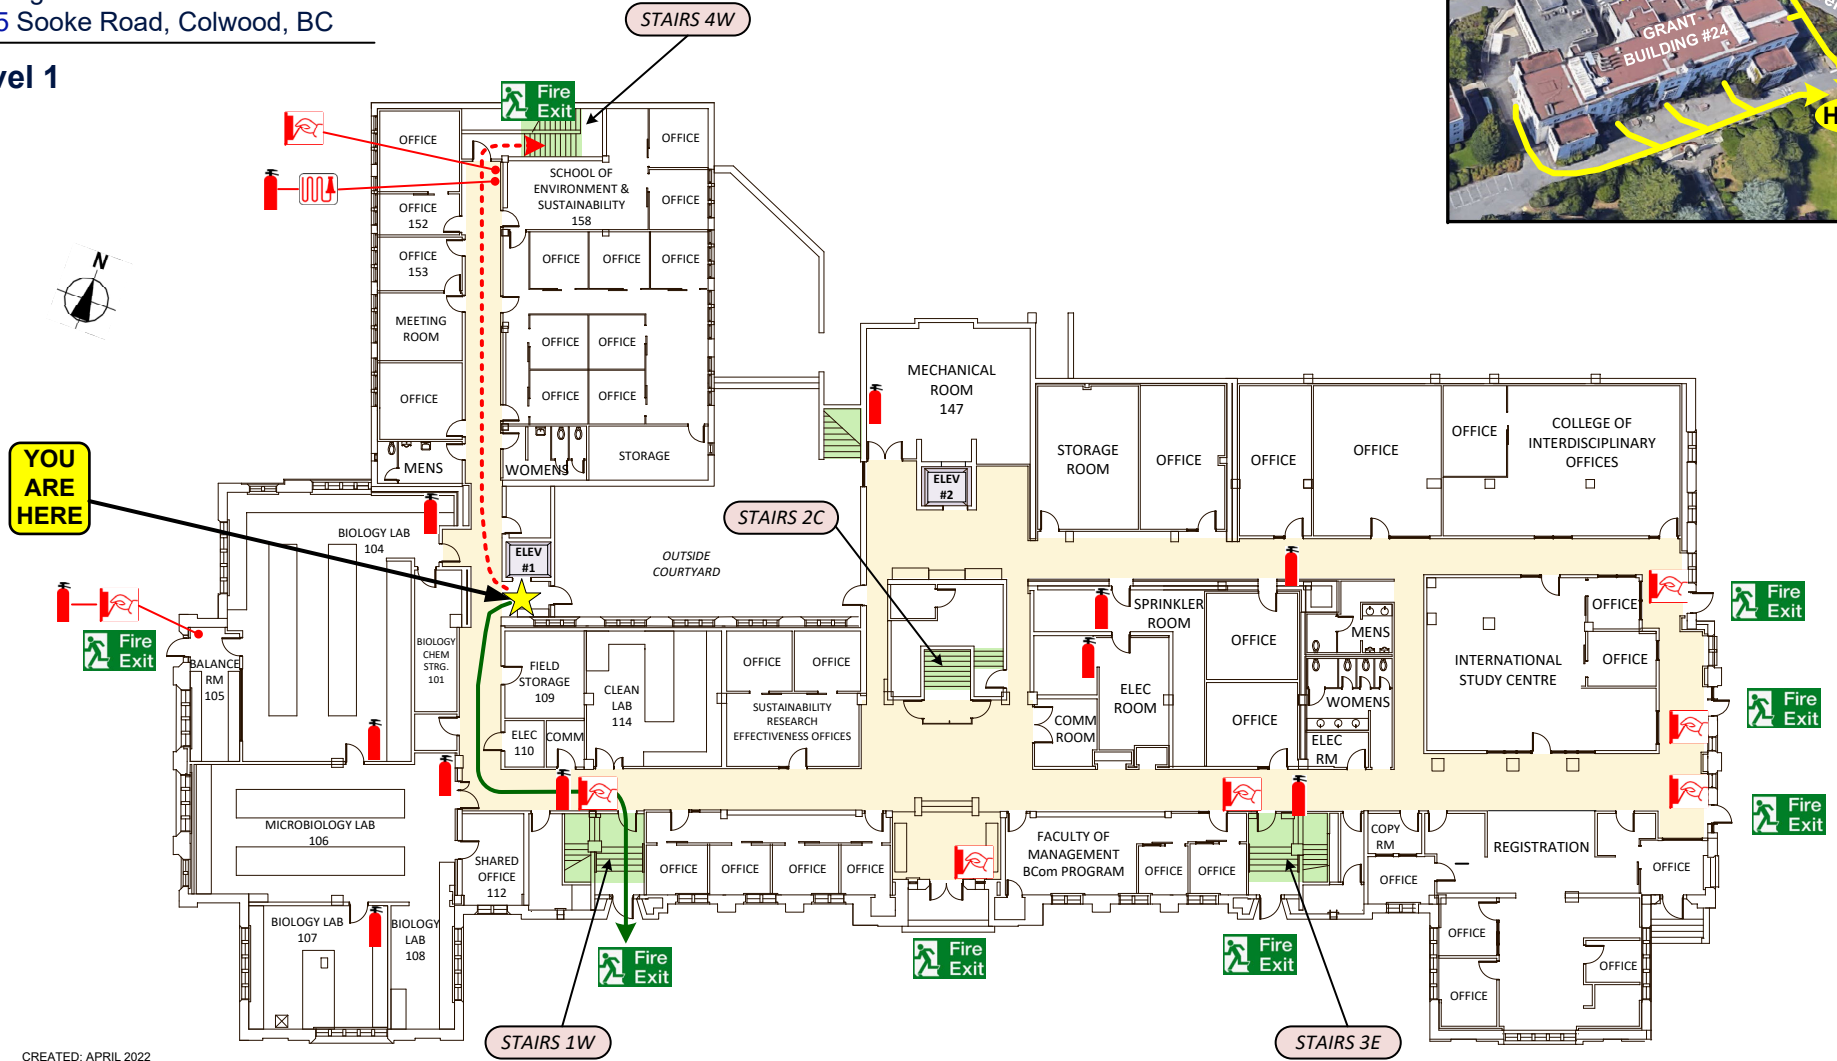 5 Sooke Road, Colwood, BC
vel 1
STAIRS 4W
GRANT
BUILDING #24
H
Fire
Exit
OFFICE
OFFICE
SCHOOL OF
ENVIRONMENT &
SUSTAINABILITY
158
OFFICE
152
OFFICE
OFFICE
153
OFFICE
OFFICE
OFFICE
N
MEETING
ROOM
OFFICE
OFFICE
OFFICE
OFFICE
OFFICE
MENS
WOMENS
STORAGE
MECHANICAL
ROOM
147
STORAGE
ROOM
OFFICE
OFFICE
OFFICE
OFFICE
COLLEGE OF
INTERDISCIPLINARY
OFFICES
YOU
ARE
HERE
ELEV
#2
STAIRS 2C
BIOLOGY LAB
104
ELEV
#1
OUTSIDE
COURTYARD
Fire
Exit
BALANCE
RM
105
BIOLOGY
CHEM
STRG.
101
FIELD
STORAGE
109
CLEAN
LAB
114
OFFICE
OFFICE
SUSTAINABILITY
RESEARCH
EFFECTIVENESS OFFICES
ELEC
110
COMM
SPRINKLER
ROOM
OFFICE
MENS
ELEC
ROOM
COMM
ROOM
OFFICE
WOMENS
ELEC
RM
INTERNATIONAL
STUDY CENTRE
OFFICE
OFFICE
Fire
Exit
Fire
Exit
Fire
Exit
MICROBIOLOGY LAB
106
SHARED
OFFICE
112
OFFICE
OFFICE
OFFICE
OFFICE
FACULTY OF
MANAGEMENT
BCom PROGRAM
OFFICE
OFFICE
COPY
RM
OFFICE
REGISTRATION
OFFICE
BIOLOGY LAB
107
BIOLOGY
LAB
108
OFFICE
OFFICE
OFFICE
Fire
Exit
Fire
Exit
Fire
Exit
STAIRS 1W
STAIRS 3E
CREATED: APRIL 2022